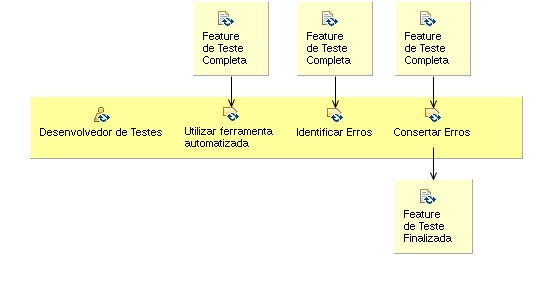 Feature
de Teste
Completa
Feature
de Teste
Completa
Feature
de Teste
Completa
Desenvolvedor de Testes
Utilizar ferramenta
automatizada
Identificar Erros
Consertar Erros
Feature
de Teste
Finalizada